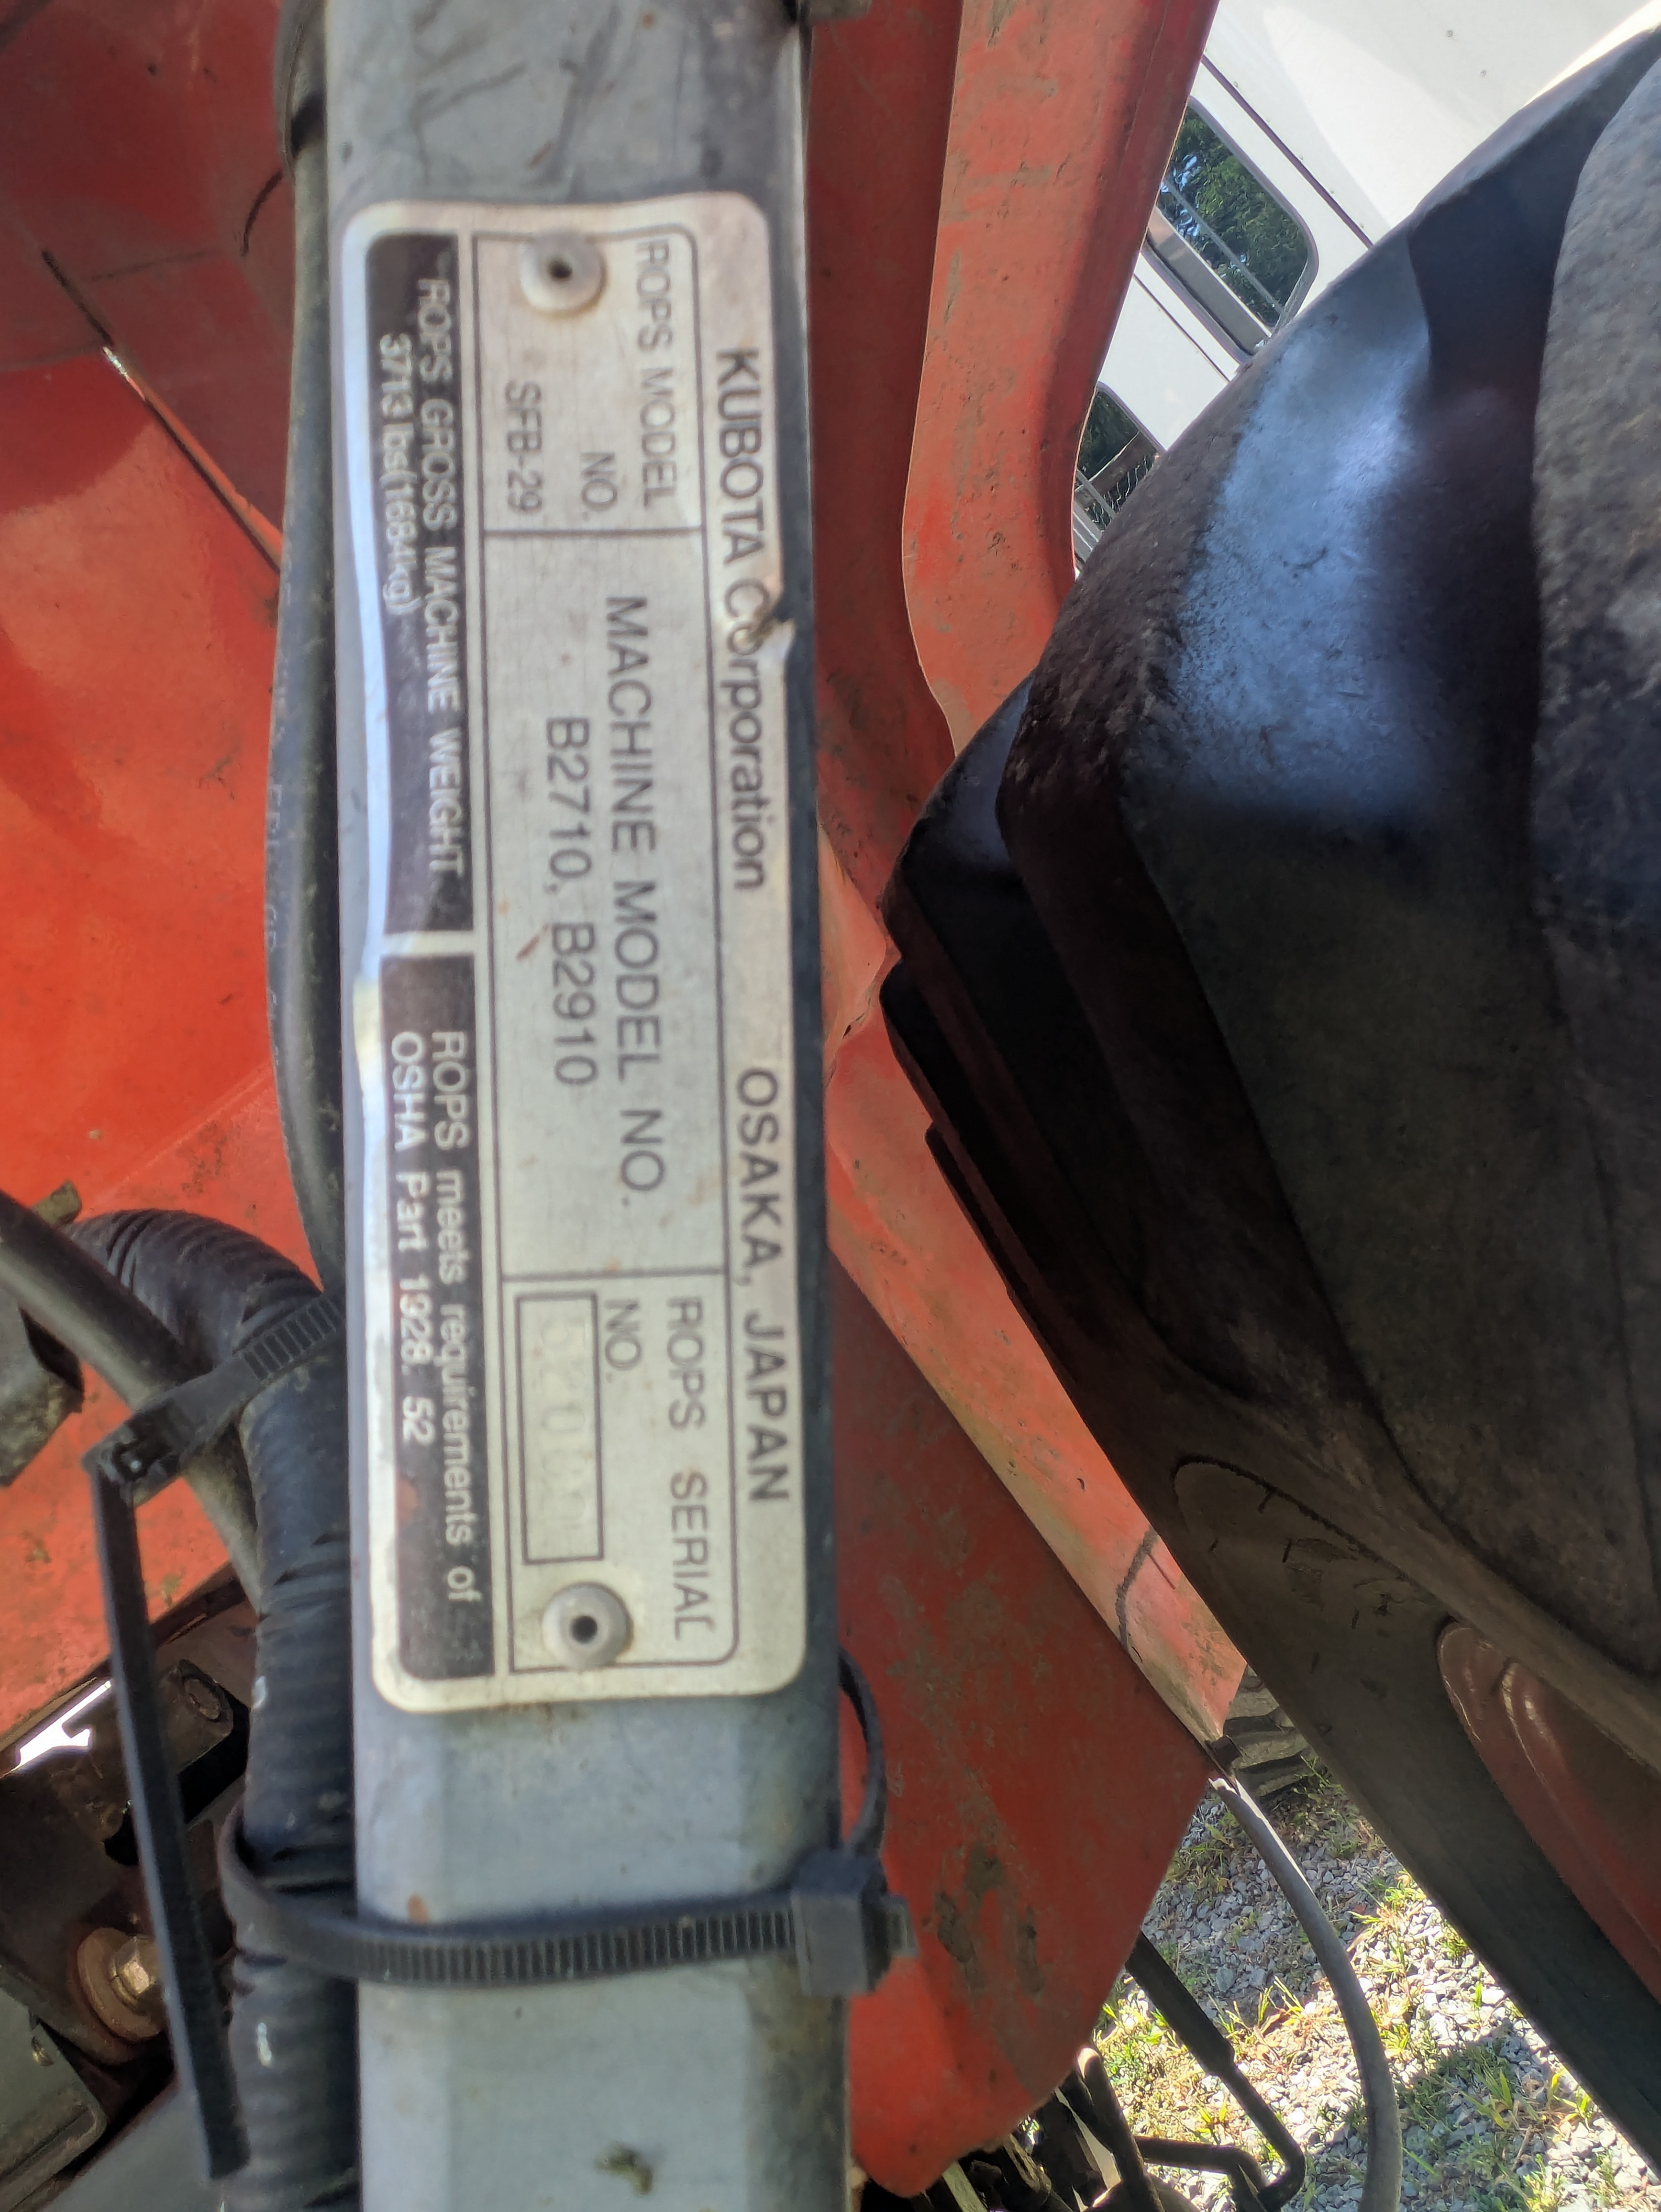 KUBOTA Corporation OSAKA, JAPAN
ROPS MODEL
NO.
SFB-29
MACHINE MODEL NO.
B2710, B2910
ROPS SERIAL
NO.
ROPS GROSS MACHINE WEIGHT
3713 lbs(1684kg)
ROPS meets requirements of
OSHA Part 1928. 52